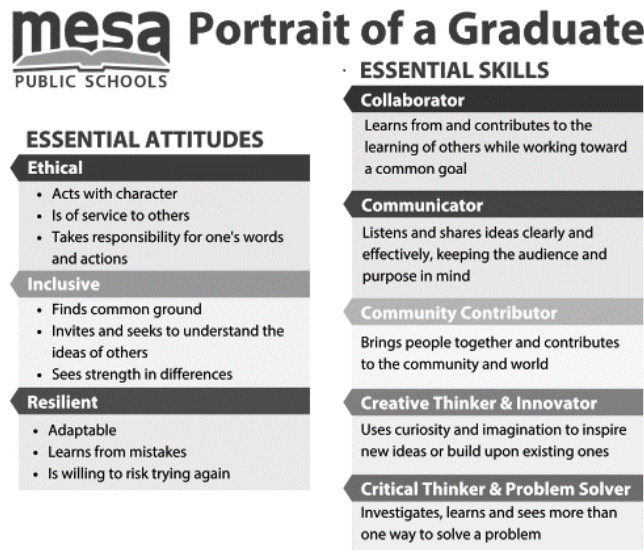 mesa
PUBLIC SCHOOLS
Portrait of a Graduate
ESSENTIAL ATTITUDES
Ethical
• Acts with character
• Is of service to others
• Takes responsibility for one's words
and actions
Inclusive
• Finds common ground
• Invites and seeks to understand the
ideas of others
• Sees strength in differences
Resilient
• Adaptable
• Learns from mistakes
• Is willing to risk trying again
ESSENTIAL SKILLS
Collaborator
Learns from and contributes to the
learning of others while working toward
a common goal
Communicator
Listens and shares ideas clearly and
effectively, keeping the audience and
purpose in mind
Community Contributor
Brings people together and contributes
to the community and world
Creative Thinker & Innovator
Uses curiosity and imagination to inspire
new ideas or build upon existing ones
Critical Thinker & Problem Solver
Investigates, learns and sees more than
one way to solve a problem